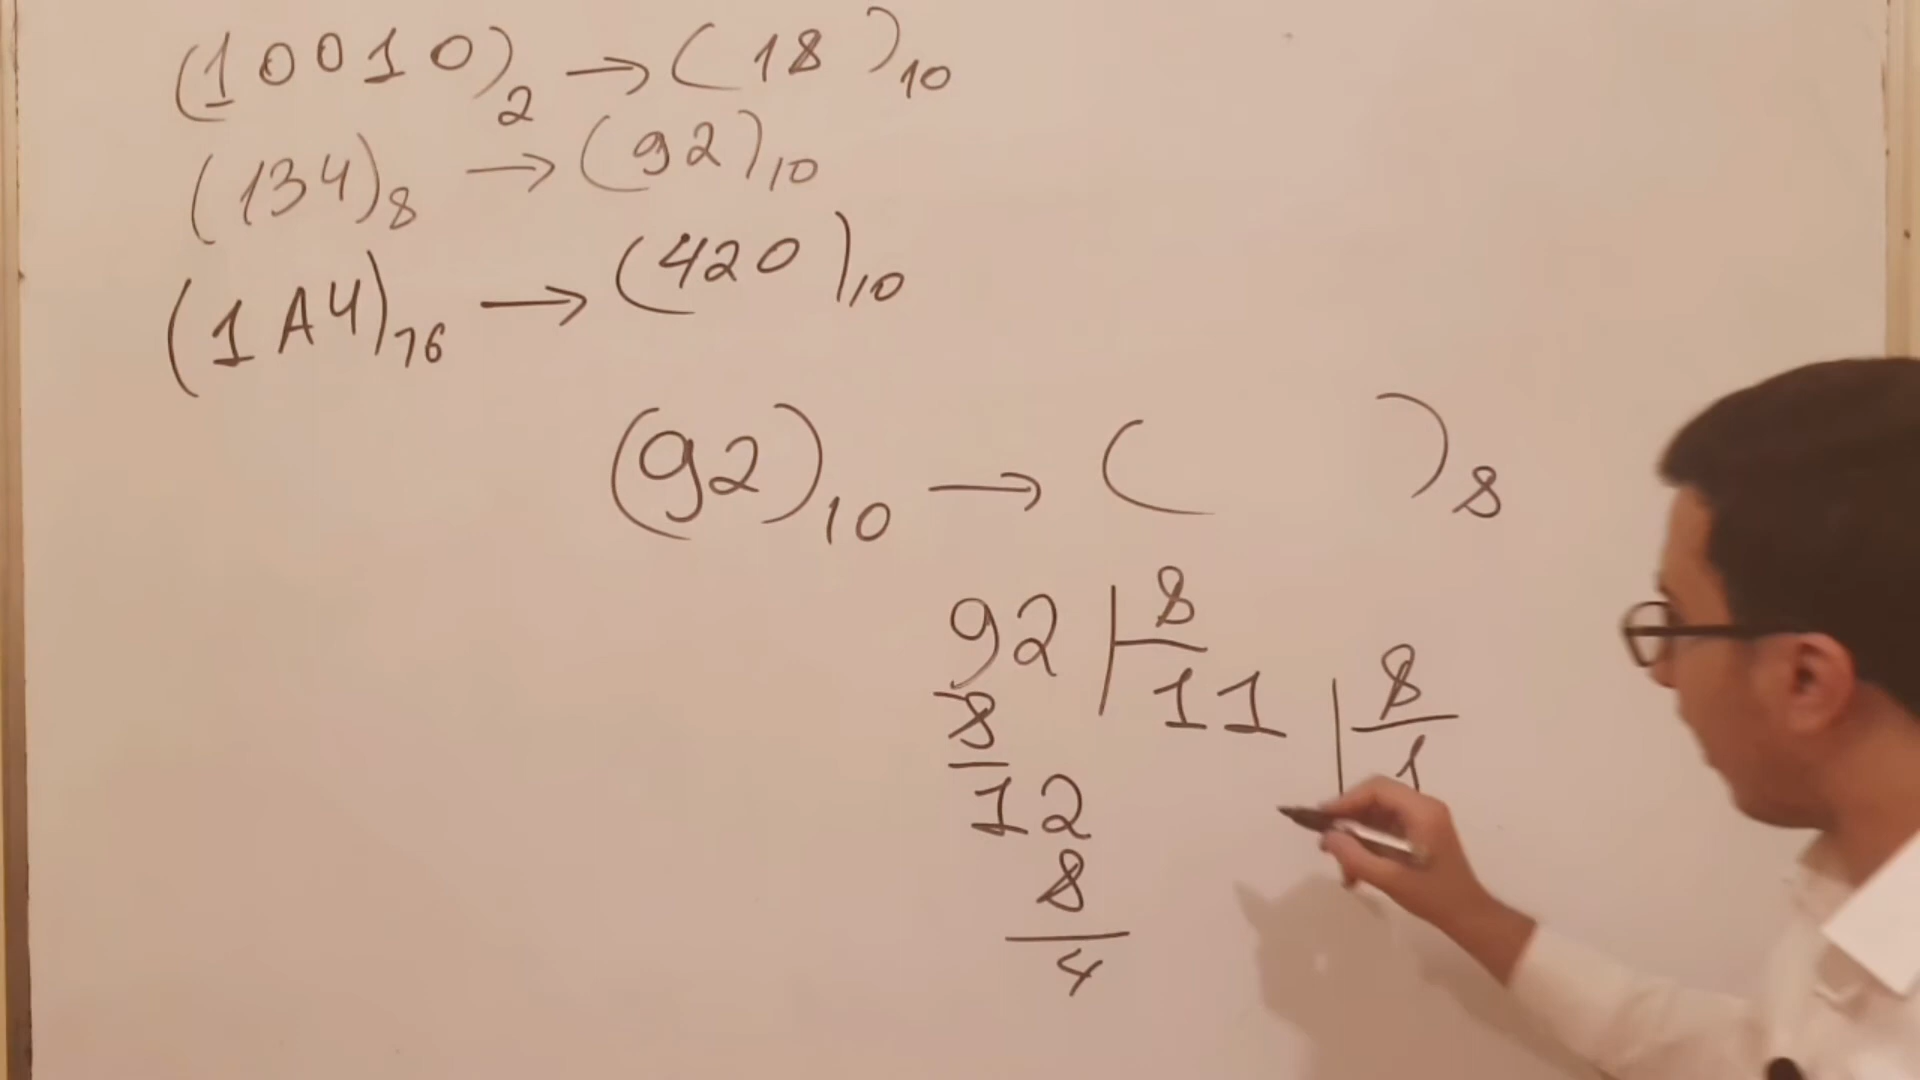 (10010)₂ → (18)₁₀
(134)₈ → (92)₁₀
(1A4)₁₆ → (420)₁₀
(92)₁₀ → ( )₈
92 | 8
8 11 | 8
12 1
8
4